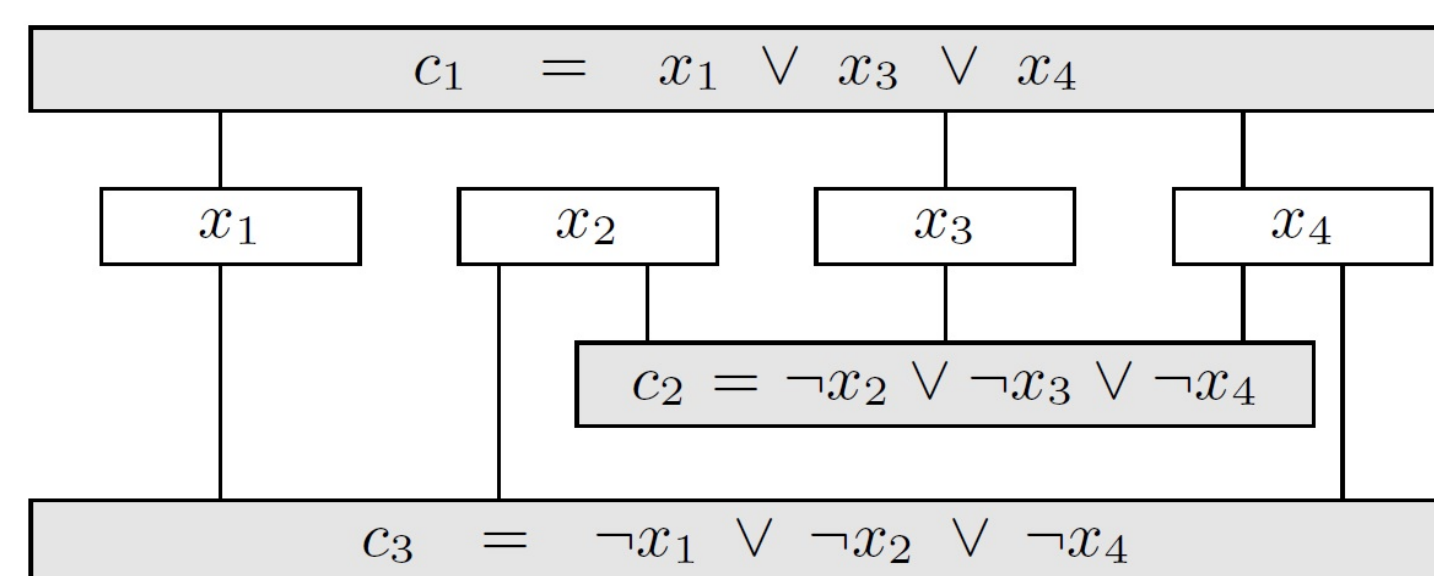 c₁ = x₁ ∨ x₃ ∨ x₄
x₁ x₂ x₃ x₄
c₂ = ¬x₂ ∨ ¬x₃ ∨ ¬x₄
c₃ = ¬x₁ ∨ ¬x₂ ∨ ¬x₄